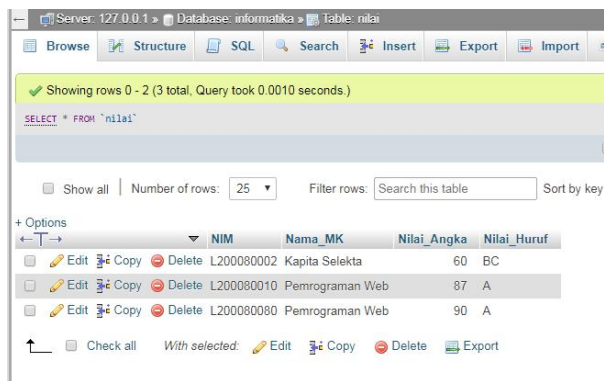 Server: 127.0.0.1 » Database: informatika » Table: nilai
Browse Structure SQL Search Insert Export Import
Showing rows 0 - 2 (3 total, Query took 0.0010 seconds.)
SELECT * FROM `nilai`
Show all Number of rows: 25 Filter rows: Search this table Sort by key
+ Options
←T→ NIM Nama_MK Nilai_Angka Nilai_Huruf
Edit Copy Delete L200080002 Kapita Selekta 60 BC
Edit Copy Delete L200080010 Pemrograman Web 87 A
Edit Copy Delete L200080080 Pemrograman Web 90 A
Check all With selected: Edit Copy Delete Export